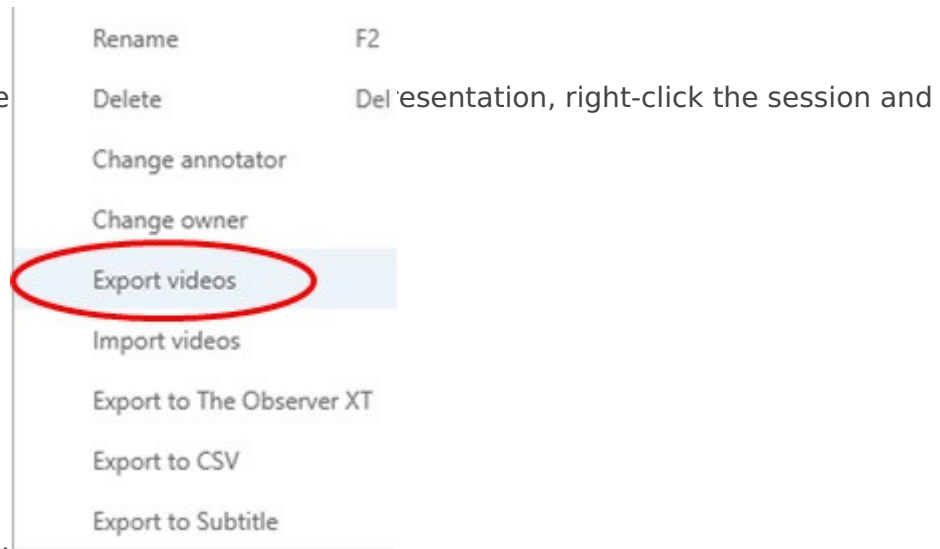 Rename F2
e Delete Del esentation, right-click the session and
Change annotator
Change owner
Export videos
Import videos
Export to The Observer XT
Export to CSV
Export to Subtitle